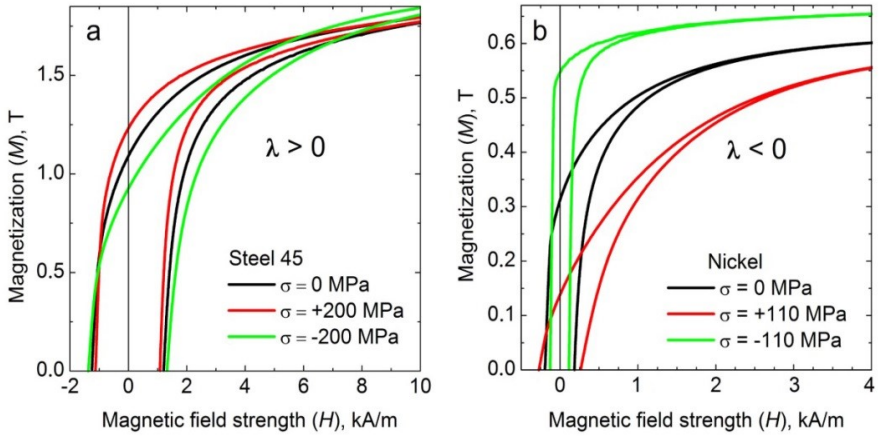 a
Magnetization (M), T
1.5
1.0
0.5
0.0
λ > 0
Steel 45
σ = 0 MPa
σ = +200 MPa
σ = -200 MPa
-2 0 2 4 6 8 10
Magnetic field strength (H), kA/m
b
Magnetization (M), T
0.6
0.5
0.4
0.3
0.2
0.1
0.0
λ < 0
Nickel
σ = 0 MPa
σ = +110 MPa
σ = -110 MPa
0 1 2 3 4
Magnetic field strength (H), kA/m